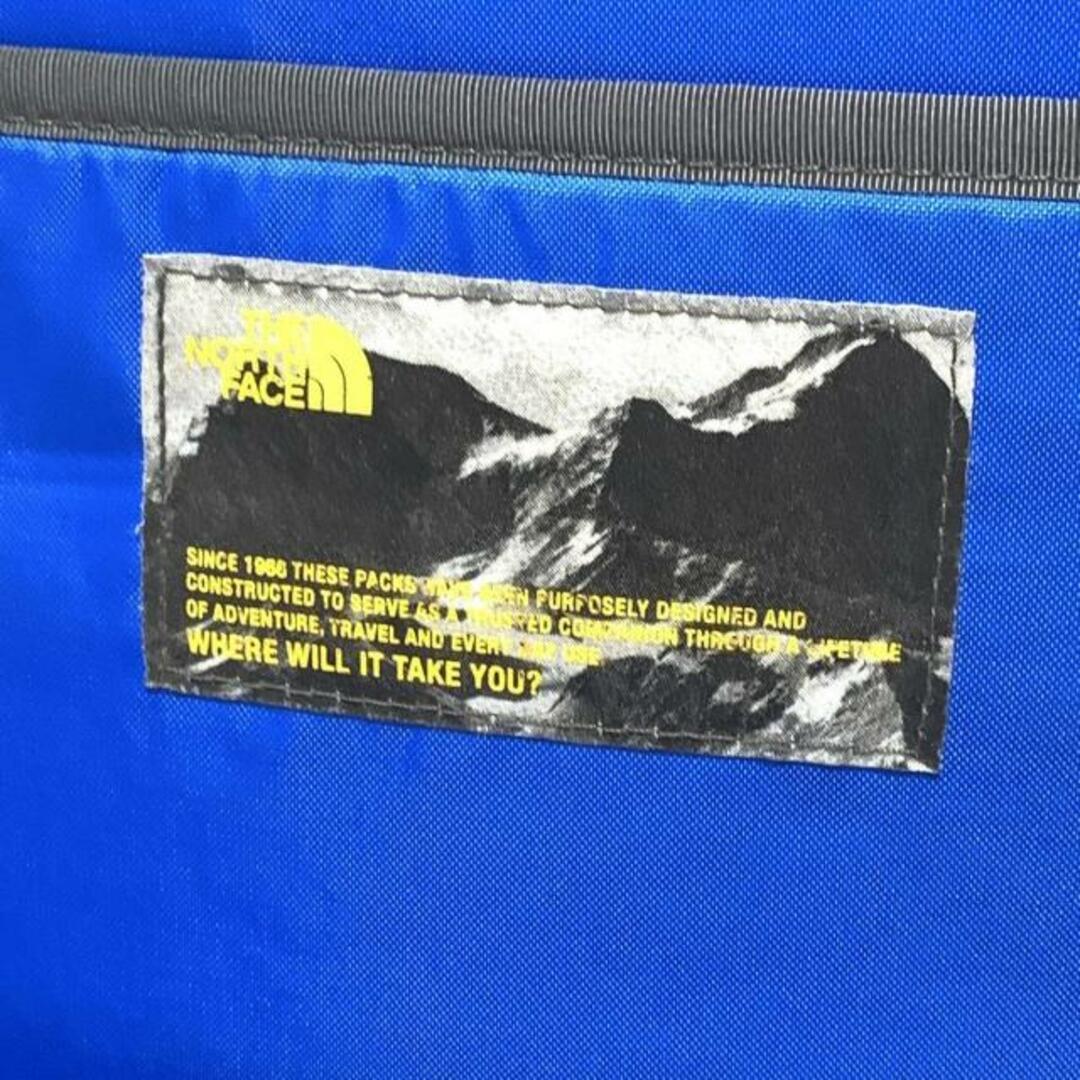 THE
NORTH
FACE
SINCE 1966 THESE PACKS HAVE BEEN PURPOSELY DESIGNED AND
CONSTRUCTED TO SERVE AS A TRUSTED COMPANION THROUGH A LIFETIME
OF ADVENTURE, TRAVEL AND EVERY DAY USE
WHERE WILL IT TAKE YOU?